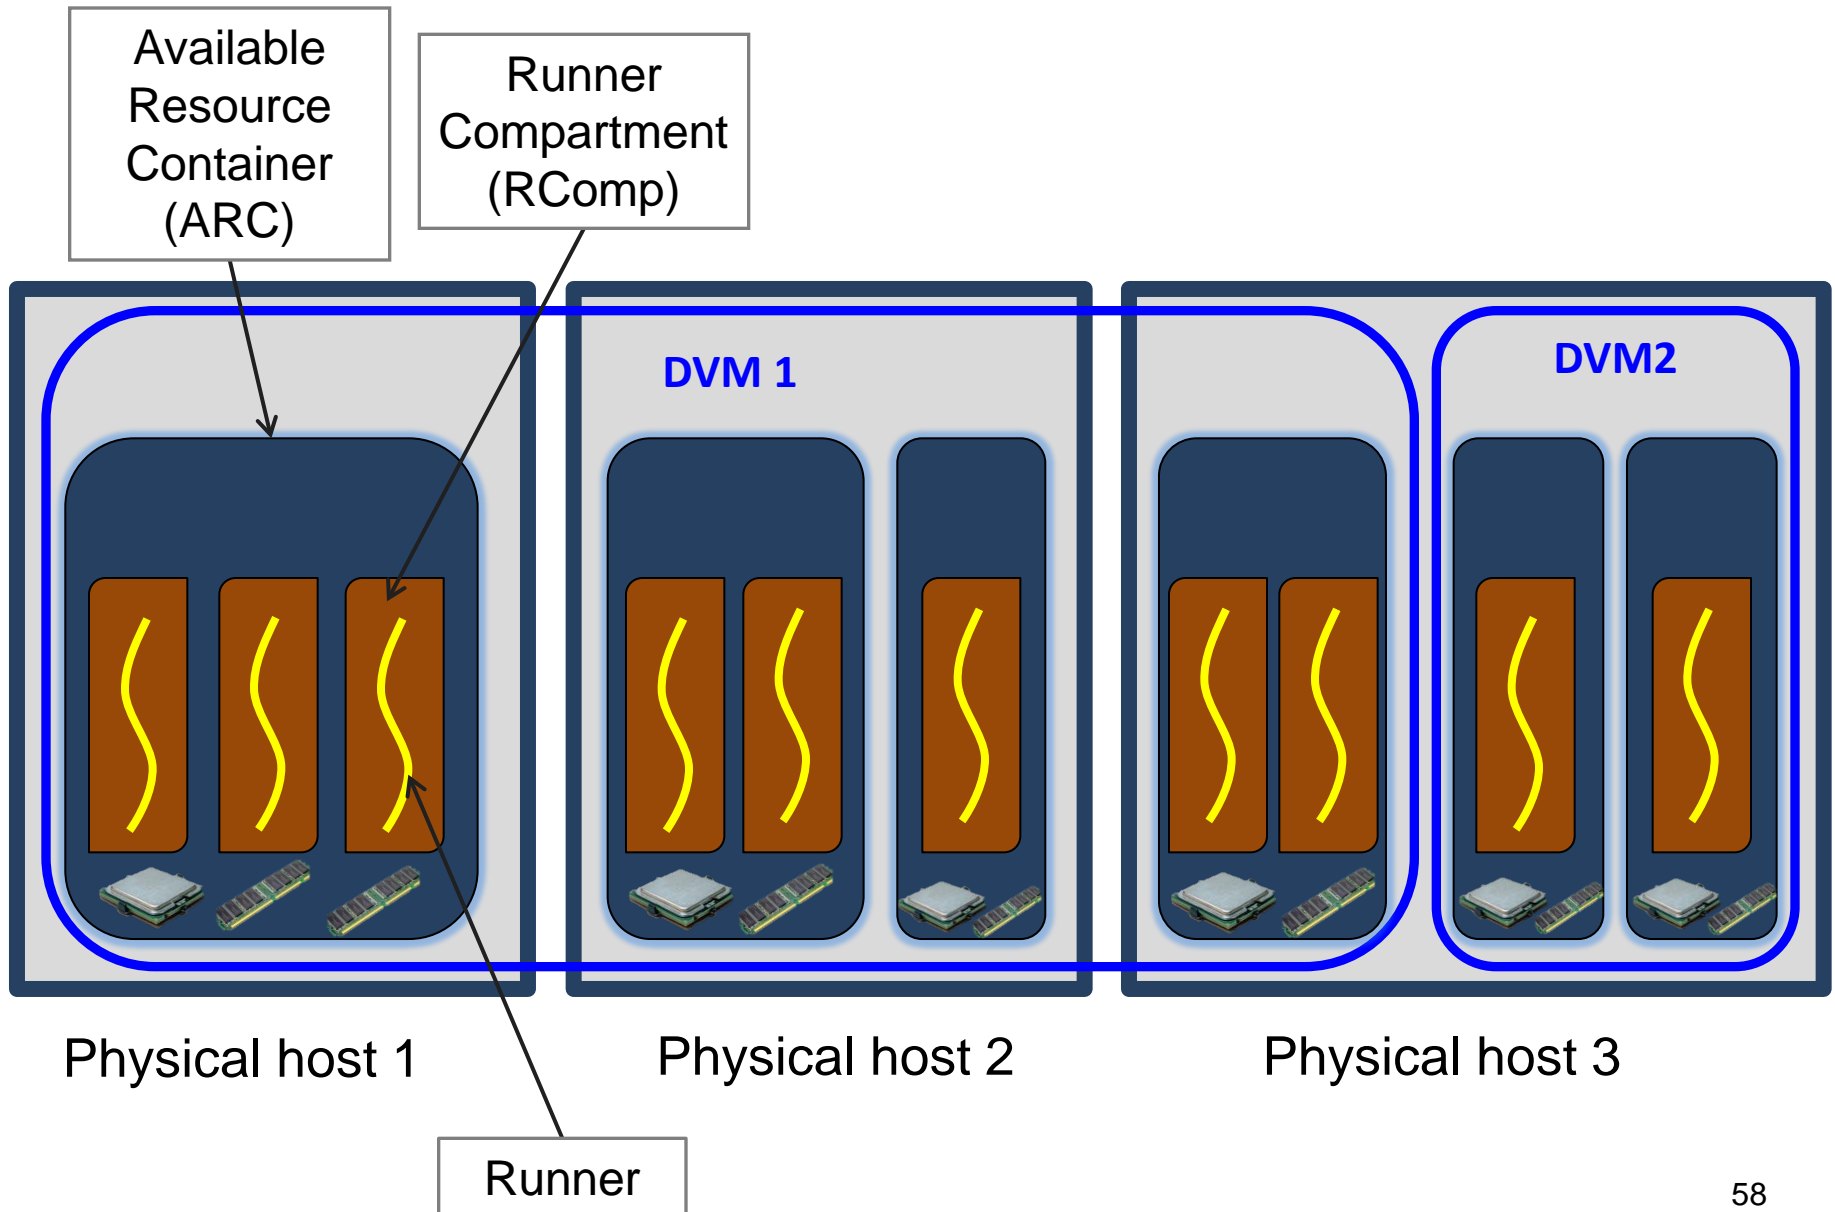 Available
Resource
Container
(ARC)
Runner
Compartment
(RComp)
DVM 1
DVM2
Physical host 1
Physical host 2
Physical host 3
Runner
58